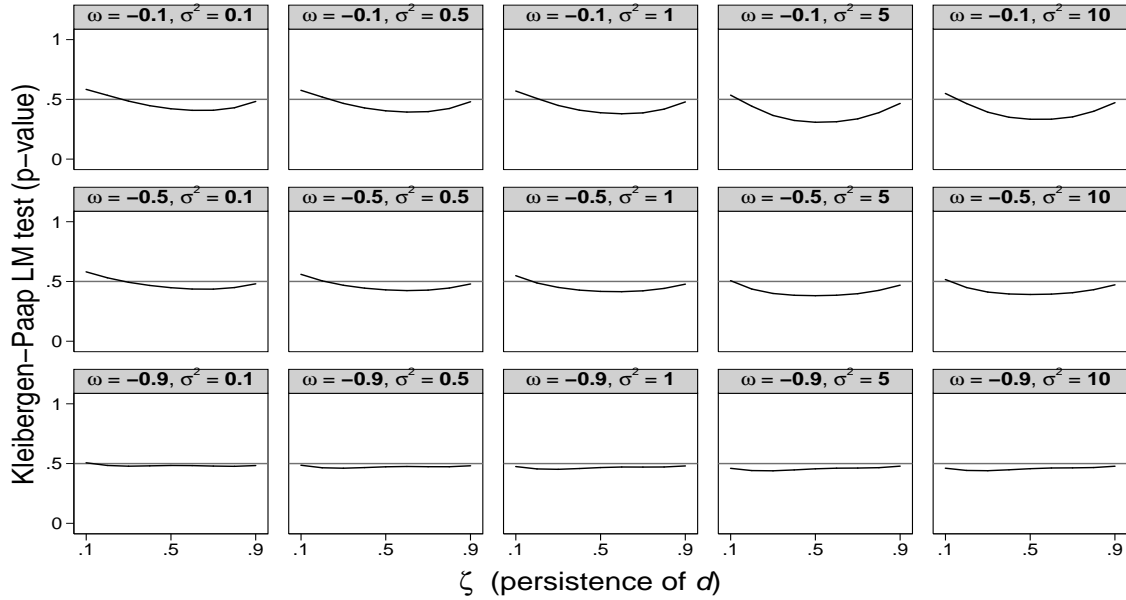 ω = −0.1, σ² = 0.1
ω = −0.1, σ² = 0.5
ω = −0.1, σ² = 1
ω = −0.1, σ² = 5
ω = −0.1, σ² = 10
1
.5
0
ω = −0.5, σ² = 0.1
ω = −0.5, σ² = 0.5
ω = −0.5, σ² = 1
ω = −0.5, σ² = 5
ω = −0.5, σ² = 10
1
.5
0
ω = −0.9, σ² = 0.1
ω = −0.9, σ² = 0.5
ω = −0.9, σ² = 1
ω = −0.9, σ² = 5
ω = −0.9, σ² = 10
1
.5
0
Kleibergen−Paap LM test (p−value)
.1 .5 .9
.1 .5 .9
.1 .5 .9
.1 .5 .9
.1 .5 .9
ζ (persistence of d)